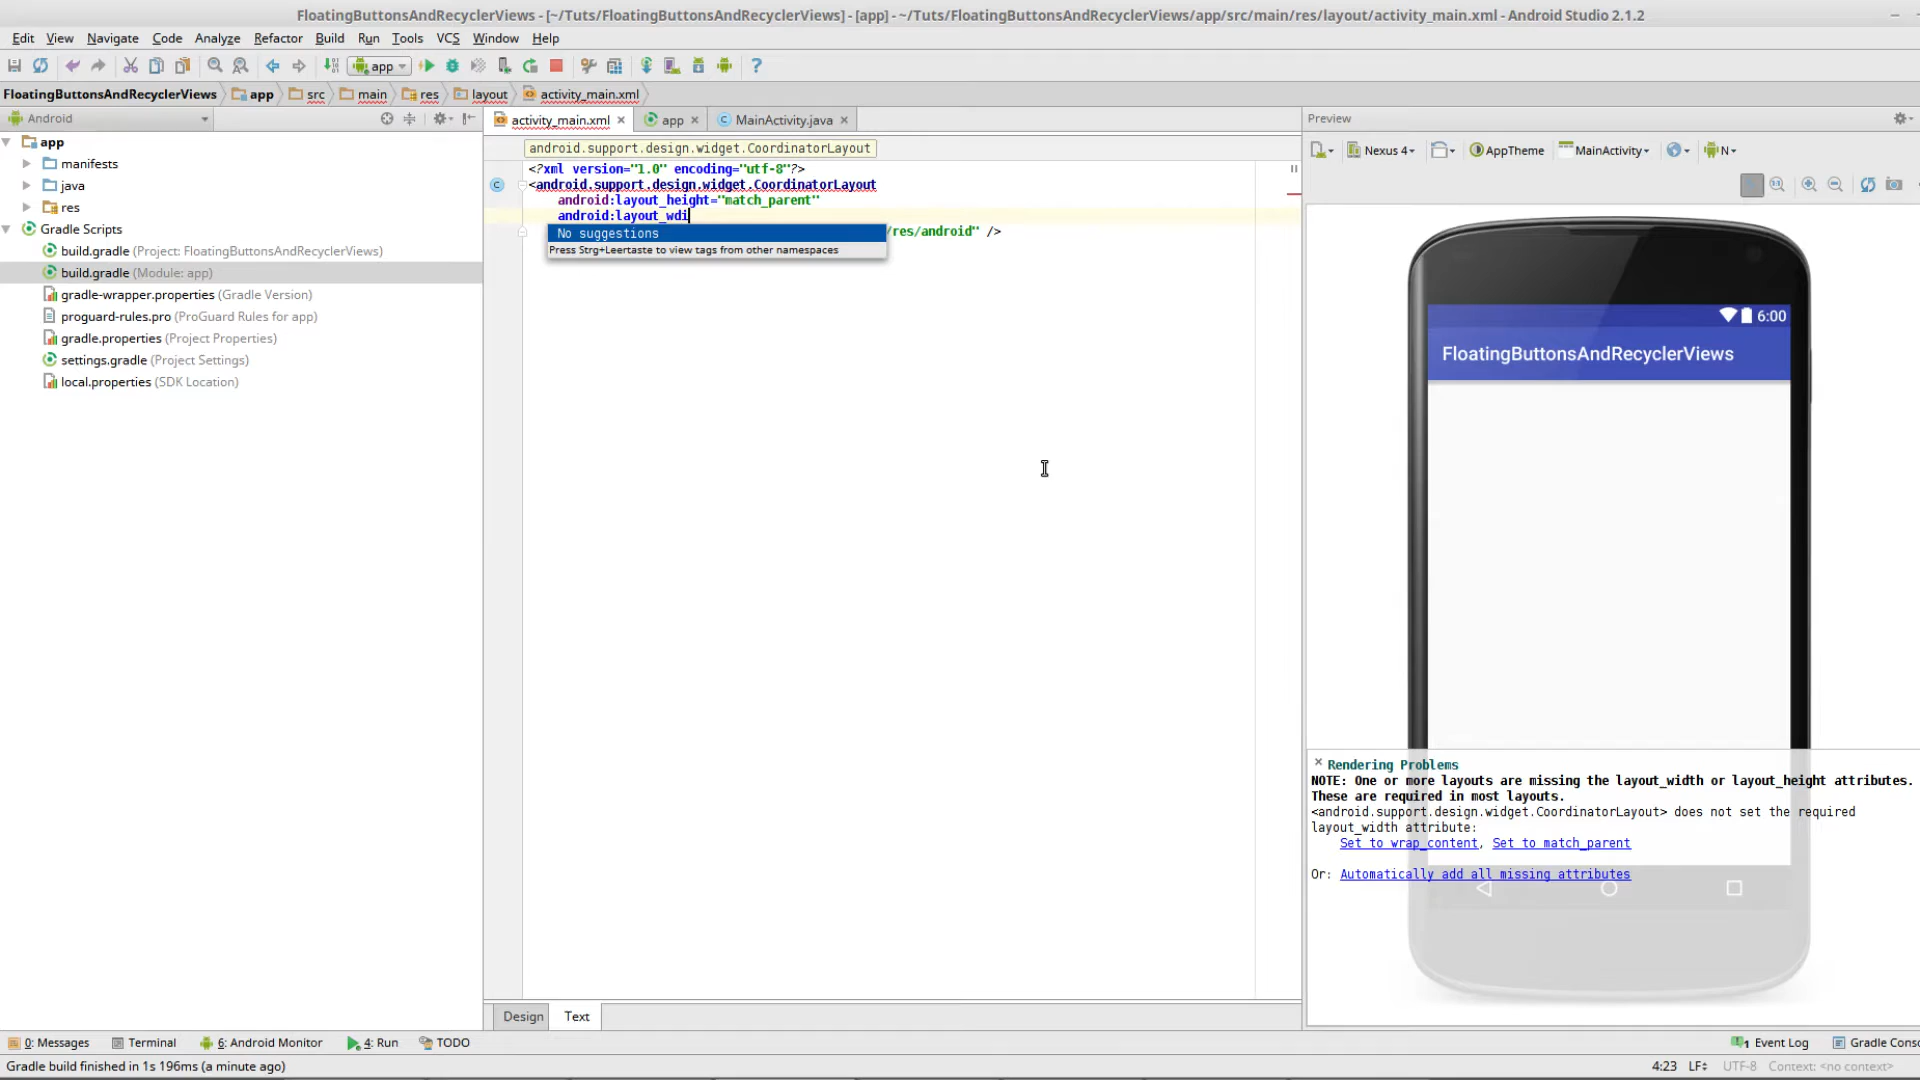 FloatingButtonsAndRecyclerViews - [~/Tuts/FloatingButtonsAndRecyclerViews] - [app] - ~/Tuts/FloatingButtonsAndRecyclerViews/app/src/main/res/layout/activity_main.xml - Android Studio 2.1.2
File Edit View Navigate Code Analyze Refactor Build Run Tools VCS Window Help
app
FloatingButtonsAndRecyclerViews app src main res layout activity_main.xml
Android
app
manifests
java
res
Gradle Scripts
build.gradle (Project: FloatingButtonsAndRecyclerViews)
build.gradle (Module: app)
gradle-wrapper.properties (Gradle Version)
proguard-rules.pro (ProGuard Rules for app)
gradle.properties (Project Properties)
settings.gradle (Project Settings)
local.properties (SDK Location)
activity_main.xml app MainActivity.java
android.support.design.widget.CoordinatorLayout
<?xml version="1.0" encoding="utf-8"?>
<android.support.design.widget.CoordinatorLayout
android:layout_height="match_parent"
android:layout_wdi
/res/android" />
No suggestions
Press Strg+Leertaste to view tags from other namespaces
Design Text
Preview
Nexus 4 AppTheme MainActivity N
6:00
FloatingButtonsAndRecyclerViews
Rendering Problems
NOTE: One or more layouts are missing the layout_width or layout_height attributes.
These are required in most layouts.
<android.support.design.widget.CoordinatorLayout> does not set the required
layout_width attribute:
Set to wrap_content, Set to match_parent
Or: Automatically add all missing attributes
0: Messages Terminal 6: Android Monitor 4: Run TODO 1 Event Log Gradle Conso
Gradle build finished in 1s 196ms (a minute ago) 4:23 LF UTF-8 Context: <no context>